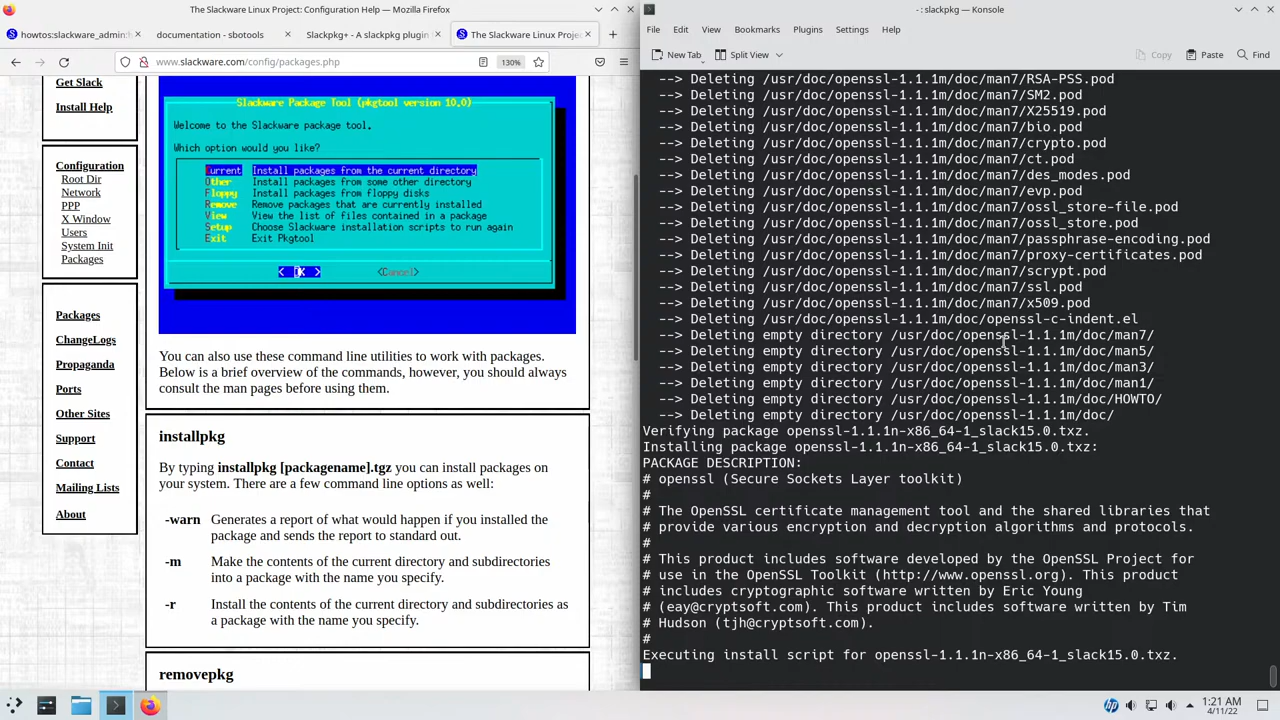 The Slackware Linux Project: Configuration Help — Mozilla Firefox
howtos:slackware_admin:h
documentation - sbotools
Slackpkg+ - A slackpkg plugin
The Slackware Linux Project:
www.slackware.com/config/packages.php
130%
Get Slack
Install Help
Configuration
Root Dir
Network
PPP
X Window
Users
System Init
Packages
Packages
ChangeLogs
Propaganda
Ports
Other Sites
Support
Contact
Mailing Lists
About
Slackware Package Tool (pkgtool version 10.0)
Welcome to the Slackware package tool.
Which option would you like?
Current Install packages from the current directory
Other Install packages from some other directory
Floppy Install packages from floppy disks
Remove Remove packages that are currently installed
View View the list of files contained in a package
Setup Choose Slackware installation scripts to run again
Exit Exit Pkgtool
< OK > <Cancel>
You can also use these command line utilities to work with packages.
Below is a brief overview of the commands, however, you should always
consult the man pages before using them.
installpkg
By typing installpkg [packagename].tgz you can install packages on
your system. There are a few command line options as well:
-warn Generates a report of what would happen if you installed the
package and sends the report to standard out.
-m Make the contents of the current directory and subdirectories
into a package with the name you specify.
-r Install the contents of the current directory and subdirectories as
a package with the name you specify.
removepkg
- : slackpkg — Konsole
File Edit View Bookmarks Plugins Settings Help
New Tab Split View Copy Paste Find
--> Deleting /usr/doc/openssl-1.1.1m/doc/man7/RSA-PSS.pod
--> Deleting /usr/doc/openssl-1.1.1m/doc/man7/SM2.pod
--> Deleting /usr/doc/openssl-1.1.1m/doc/man7/X25519.pod
--> Deleting /usr/doc/openssl-1.1.1m/doc/man7/bio.pod
--> Deleting /usr/doc/openssl-1.1.1m/doc/man7/crypto.pod
--> Deleting /usr/doc/openssl-1.1.1m/doc/man7/ct.pod
--> Deleting /usr/doc/openssl-1.1.1m/doc/man7/des_modes.pod
--> Deleting /usr/doc/openssl-1.1.1m/doc/man7/evp.pod
--> Deleting /usr/doc/openssl-1.1.1m/doc/man7/ossl_store-file.pod
--> Deleting /usr/doc/openssl-1.1.1m/doc/man7/ossl_store.pod
--> Deleting /usr/doc/openssl-1.1.1m/doc/man7/passphrase-encoding.pod
--> Deleting /usr/doc/openssl-1.1.1m/doc/man7/proxy-certificates.pod
--> Deleting /usr/doc/openssl-1.1.1m/doc/man7/scrypt.pod
--> Deleting /usr/doc/openssl-1.1.1m/doc/man7/ssl.pod
--> Deleting /usr/doc/openssl-1.1.1m/doc/man7/x509.pod
--> Deleting /usr/doc/openssl-1.1.1m/doc/openssl-c-indent.el
--> Deleting empty directory /usr/doc/openssl-1.1.1m/doc/man7/
--> Deleting empty directory /usr/doc/openssl-1.1.1m/doc/man5/
--> Deleting empty directory /usr/doc/openssl-1.1.1m/doc/man3/
--> Deleting empty directory /usr/doc/openssl-1.1.1m/doc/man1/
--> Deleting empty directory /usr/doc/openssl-1.1.1m/doc/HOWTO/
--> Deleting empty directory /usr/doc/openssl-1.1.1m/doc/
Verifying package openssl-1.1.1n-x86_64-1_slack15.0.txz.
Installing package openssl-1.1.1n-x86_64-1_slack15.0.txz:
PACKAGE DESCRIPTION:
# openssl (Secure Sockets Layer toolkit)
#
# The OpenSSL certificate management tool and the shared libraries that
# provide various encryption and decryption algorithms and protocols.
#
# This product includes software developed by the OpenSSL Project for
# use in the OpenSSL Toolkit (http://www.openssl.org). This product
# includes cryptographic software written by Eric Young
# (eay@cryptsoft.com). This product includes software written by Tim
# Hudson (tjh@cryptsoft.com).
#
Executing install script for openssl-1.1.1n-x86_64-1_slack15.0.txz.
hp
1:21 AM
4/11/22